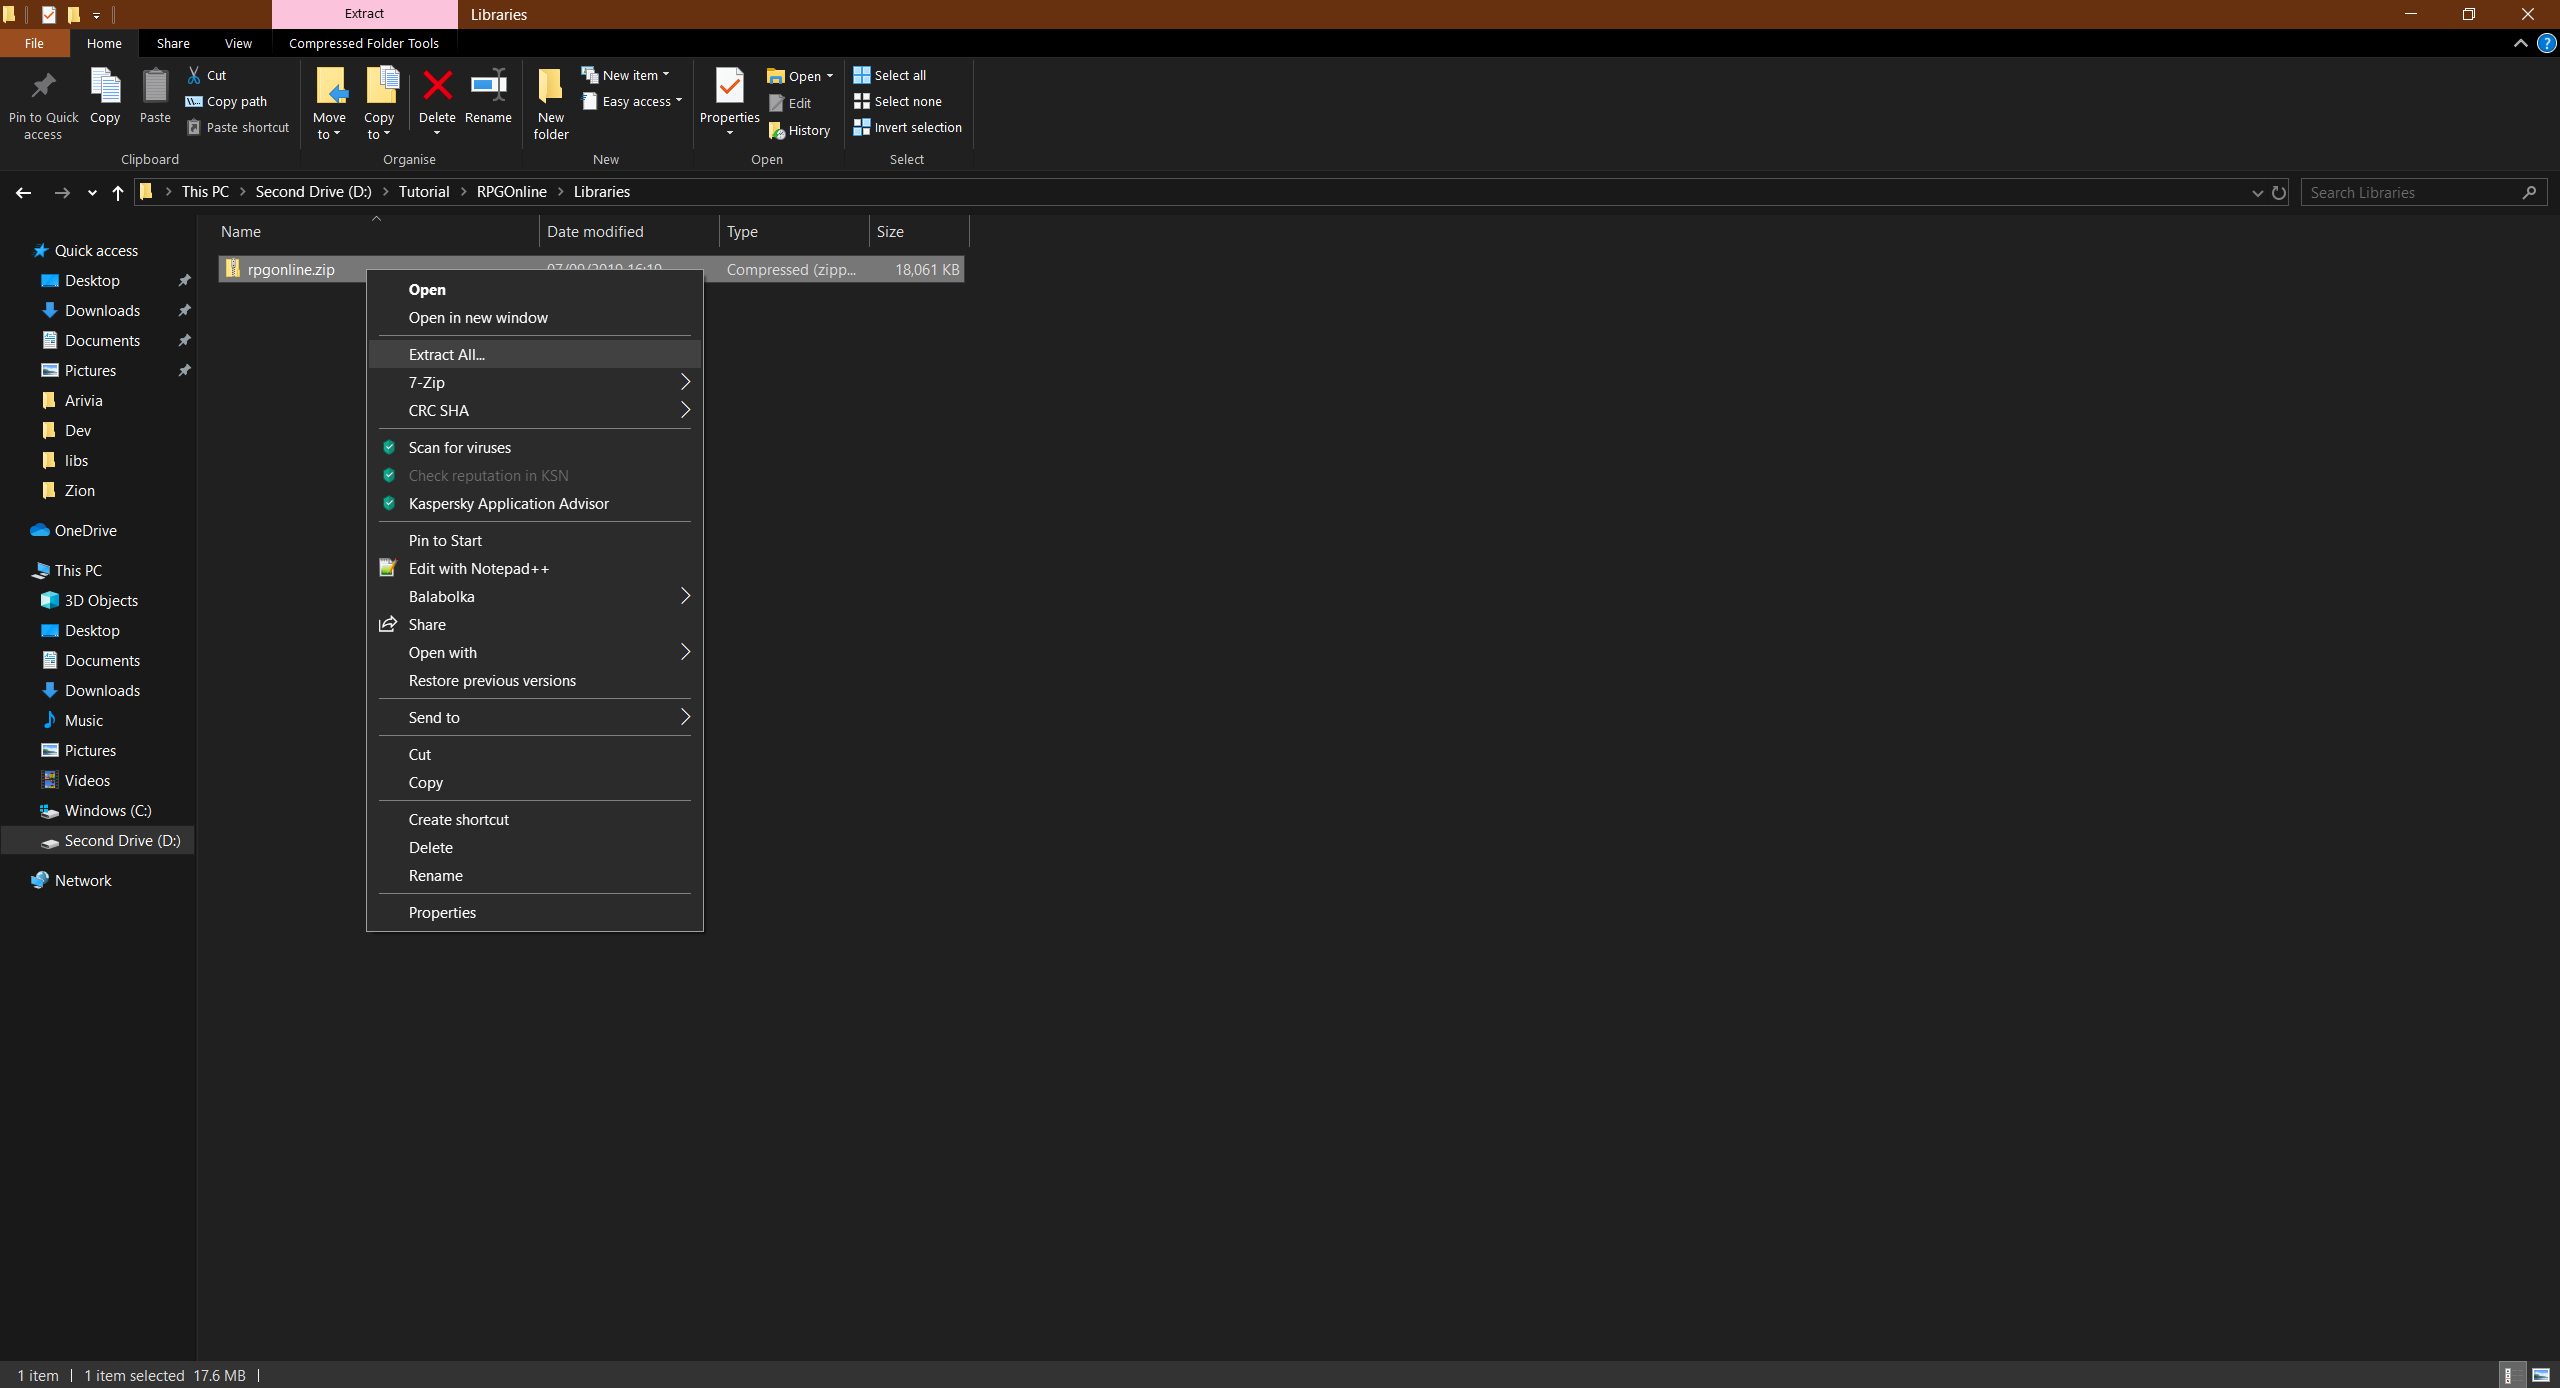 Extract
Libraries
File
Home
Share
View
Compressed Folder Tools
Pin to Quick access
Copy
Paste
Cut
Copy path
Paste shortcut
Clipboard
Move to
Copy to
Delete
Rename
Organise
New folder
New item
Easy access
New
Properties
Open
Edit
History
Open
Select all
Select none
Invert selection
Select
This PC
Second Drive (D:)
Tutorial
RPGOnline
Libraries
Search Libraries
Name
Date modified
Type
Size
rpgonline.zip
Compressed (zipp...
18,061 KB
Quick access
Desktop
Downloads
Documents
Pictures
Arivia
Dev
libs
Zion
OneDrive
This PC
3D Objects
Desktop
Documents
Downloads
Music
Pictures
Videos
Windows (C:)
Second Drive (D:)
Network
Open
Open in new window
Extract All...
7-Zip
CRC SHA
Scan for viruses
Check reputation in KSN
Kaspersky Application Advisor
Pin to Start
Edit with Notepad++
Balabolka
Share
Open with
Restore previous versions
Send to
Cut
Copy
Create shortcut
Delete
Rename
Properties
1 item
1 item selected 17.6 MB